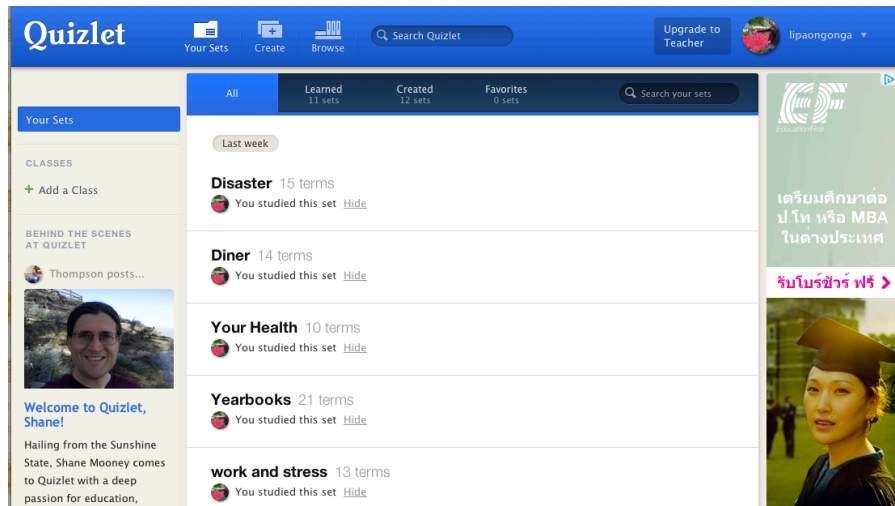 Quizlet
Your Sets
Create
Browse
Search Quizlet
Upgrade to
Teacher
lipaongonga
All
Learned
11 sets
Created
12 sets
Favorites
0 sets
Search your sets
Your Sets
CLASSES
+ Add a Class
BEHIND THE SCENES
AT QUIZLET
Thompson posts...
Welcome to Quizlet,
Shane!
Hailing from the Sunshine
State, Shane Mooney comes
to Quizlet with a deep
passion for education,
Last week
Disaster 15 terms
You studied this set Hide
Diner 14 terms
You studied this set Hide
Your Health 10 terms
You studied this set Hide
Yearbooks 21 terms
You studied this set Hide
work and stress 13 terms
You studied this set Hide
EF
Education First
เตรียมศึกษาต่อ
ป.โท หรือ MBA
ในต่างประเทศ
รับโบร์ชัวร์ ฟรี